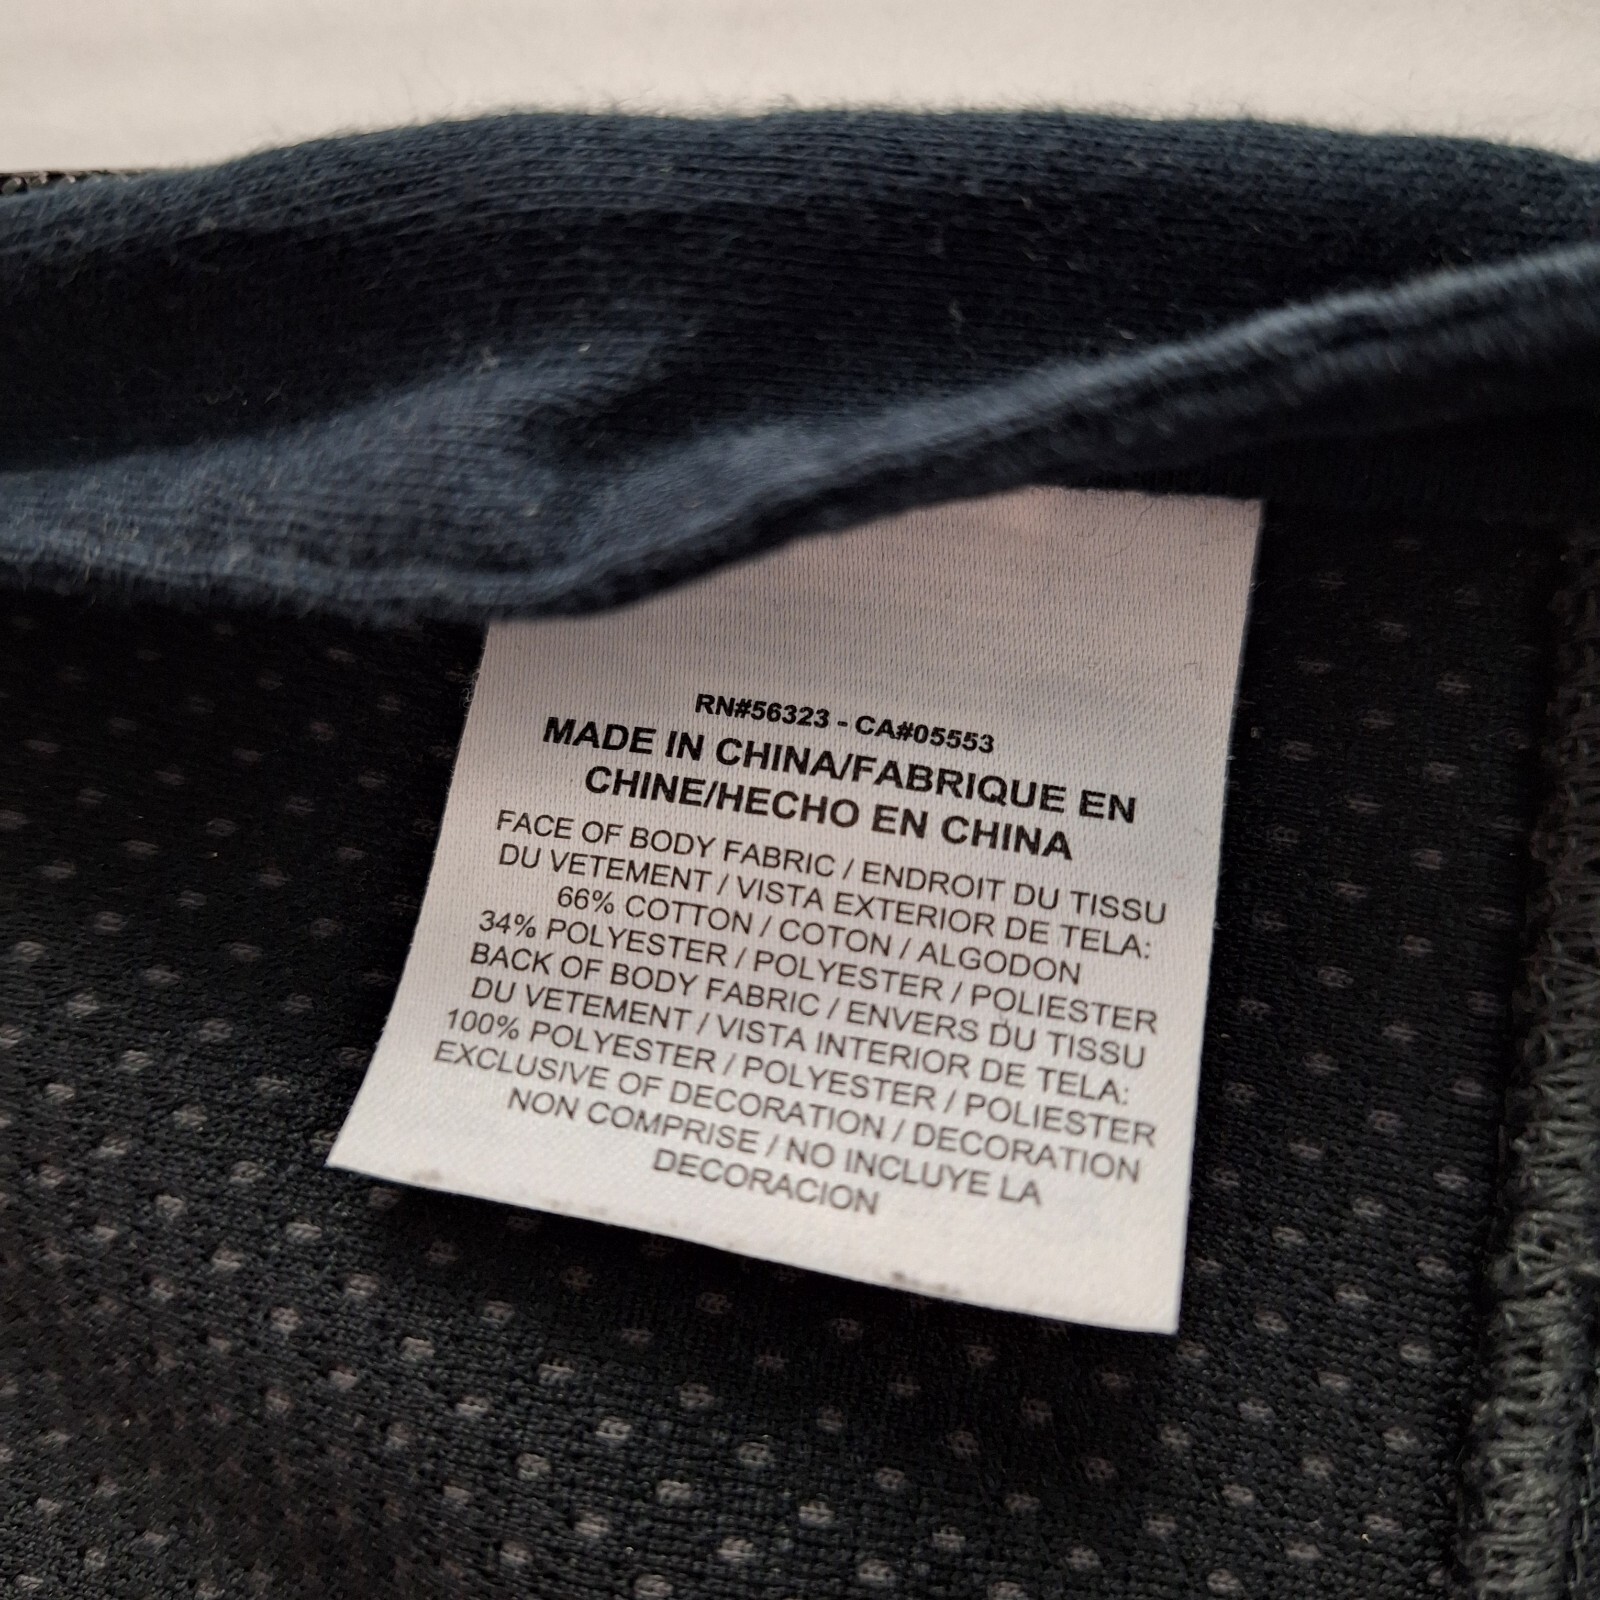 RN#56323 - CA#05553
MADE IN CHINA/FABRIQUE EN
CHINE/HECHO EN CHINA
FACE OF BODY FABRIC / ENDROIT DU TISSU
DU VETEMENT / VISTA EXTERIOR DE TELA:
66% COTTON / COTON / ALGODON
34% POLYESTER / POLYESTER / POLIESTER
BACK OF BODY FABRIC / ENVERS DU TISSU
DU VETEMENT / VISTA INTERIOR DE TELA:
100% POLYESTER / POLYESTER / POLIESTER
EXCLUSIVE OF DECORATION / DECORATION
NON COMPRISE / NO INCLUYE LA
DECORACION